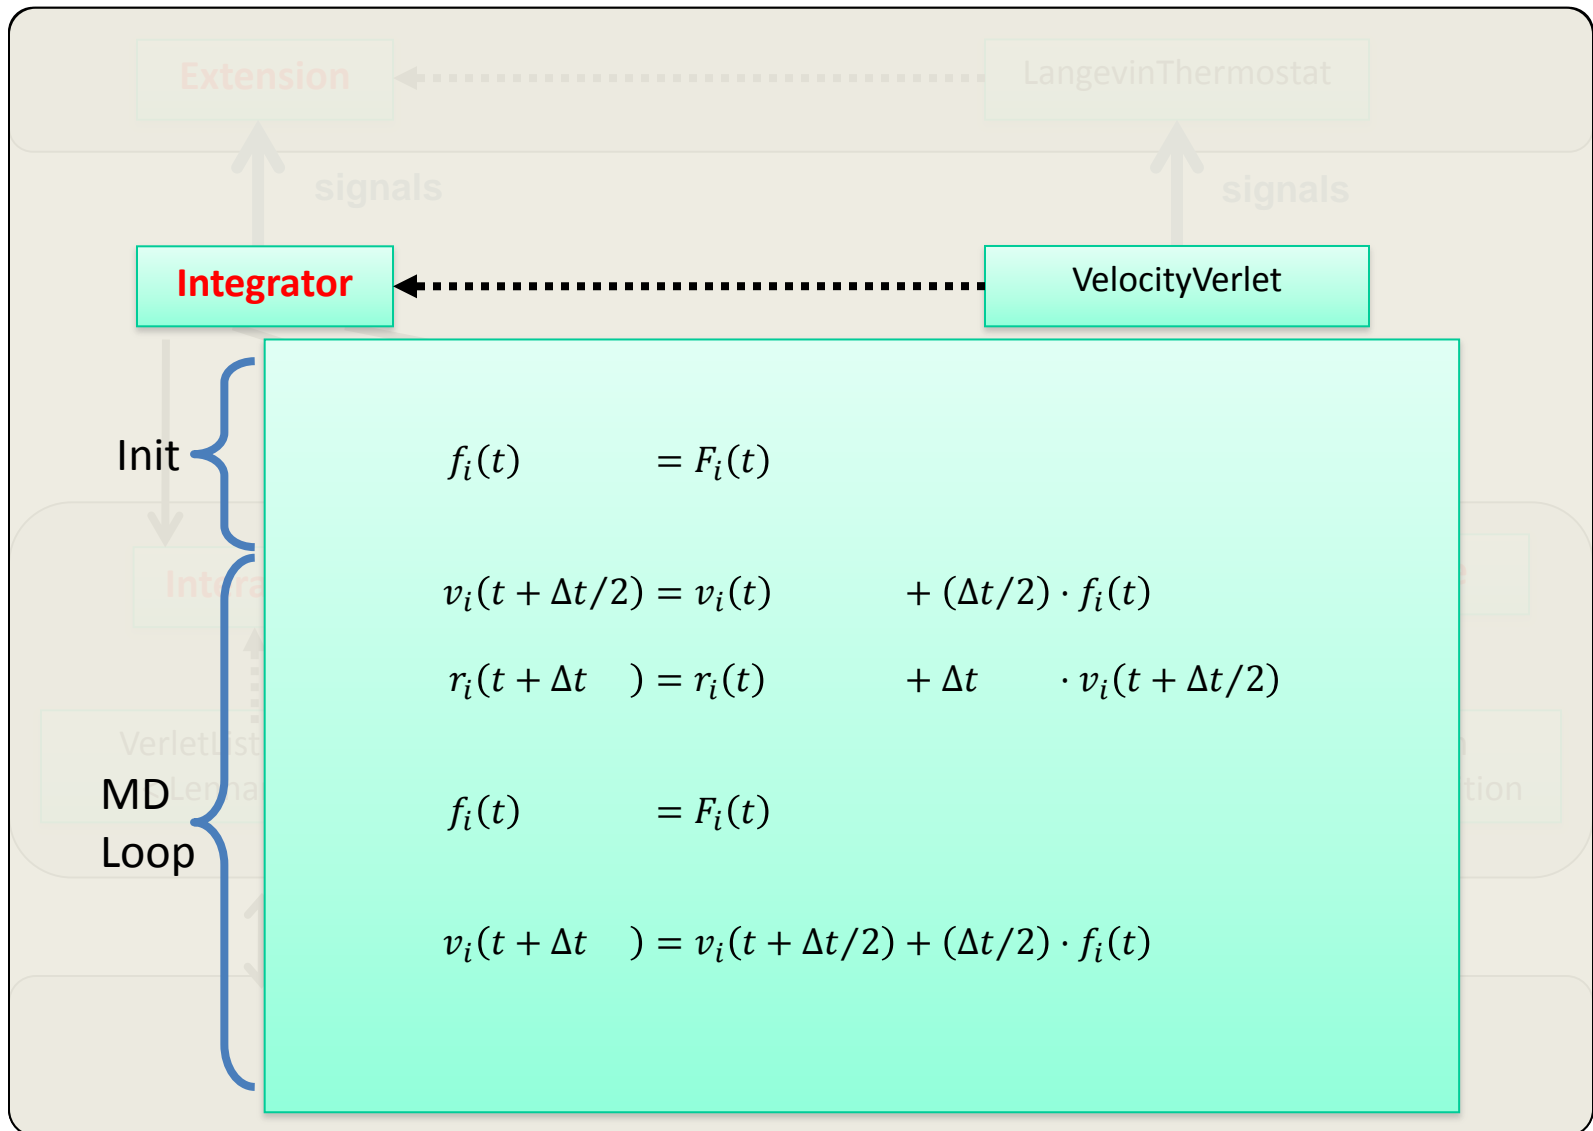 Extension
LangevinThermostat
signals
signals
Integrator
VelocityVerlet
Init
f_i(t) = F_i(t)
v_i(t + Δt/2) = v_i(t) + (Δt/2) · f_i(t)
r_i(t + Δt ) = r_i(t) + Δt · v_i(t + Δt/2)
MD
Loop
f_i(t) = F_i(t)
v_i(t + Δt ) = v_i(t + Δt/2) + (Δt/2) · f_i(t)